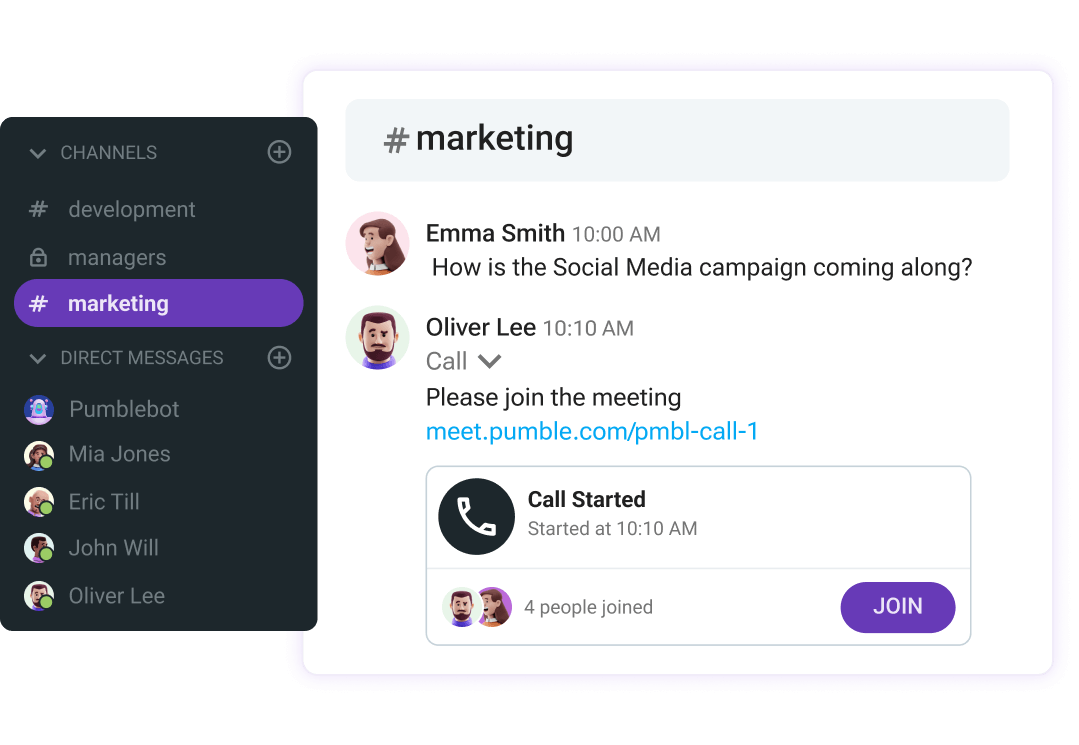 CHANNELS
# development
managers
# marketing
DIRECT MESSAGES
Pumblebot
Mia Jones
Eric Till
John Will
Oliver Lee
# marketing
Emma Smith 10:00 AM
How is the Social Media campaign coming along?
Oliver Lee 10:10 AM
Call
Please join the meeting
meet.pumble.com/pmbl-call-1
Call Started
Started at 10:10 AM
4 people joined
JOIN